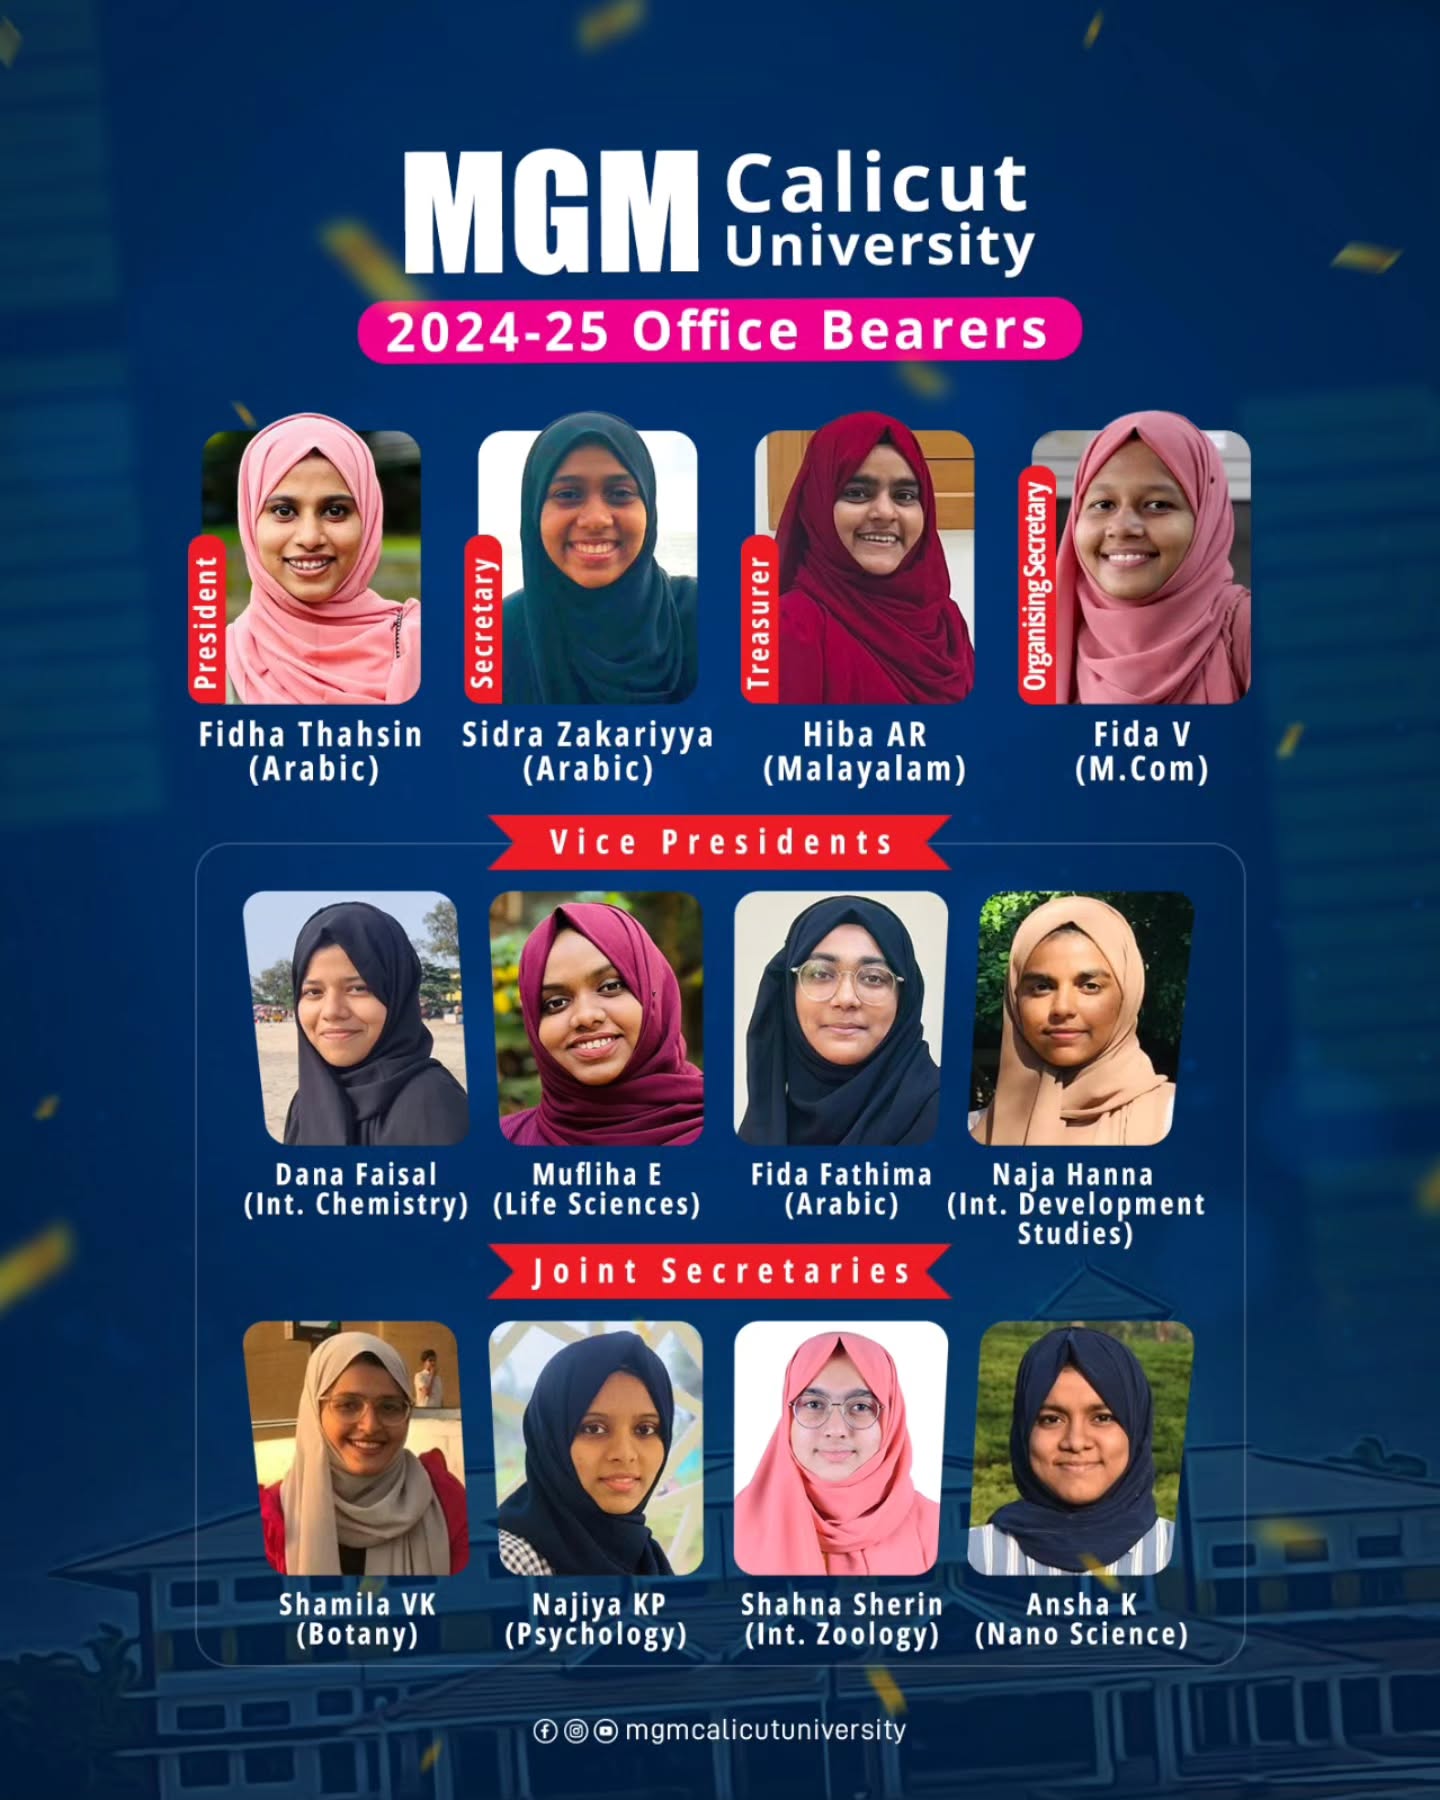 MGM Calicut
University
2024-25 Office Bearers
President
Secretary
Treasurer
Organising Secretary
Fidha Thahsin
(Arabic)
Sidra Zakariyya
(Arabic)
Hiba AR
(Malayalam)
Fida V
(M.Com)
Vice Presidents
Dana Faisal
(Int. Chemistry)
Mufliha E
(Life Sciences)
Fida Fathima
(Arabic)
Naja Hanna
(Int. Development
Studies)
Joint Secretaries
Shamila VK
(Botany)
Najiya KP
(Psychology)
Shahna Sherin
(Int. Zoology)
Ansha K
(Nano Science)
mgmcalicutuniversity